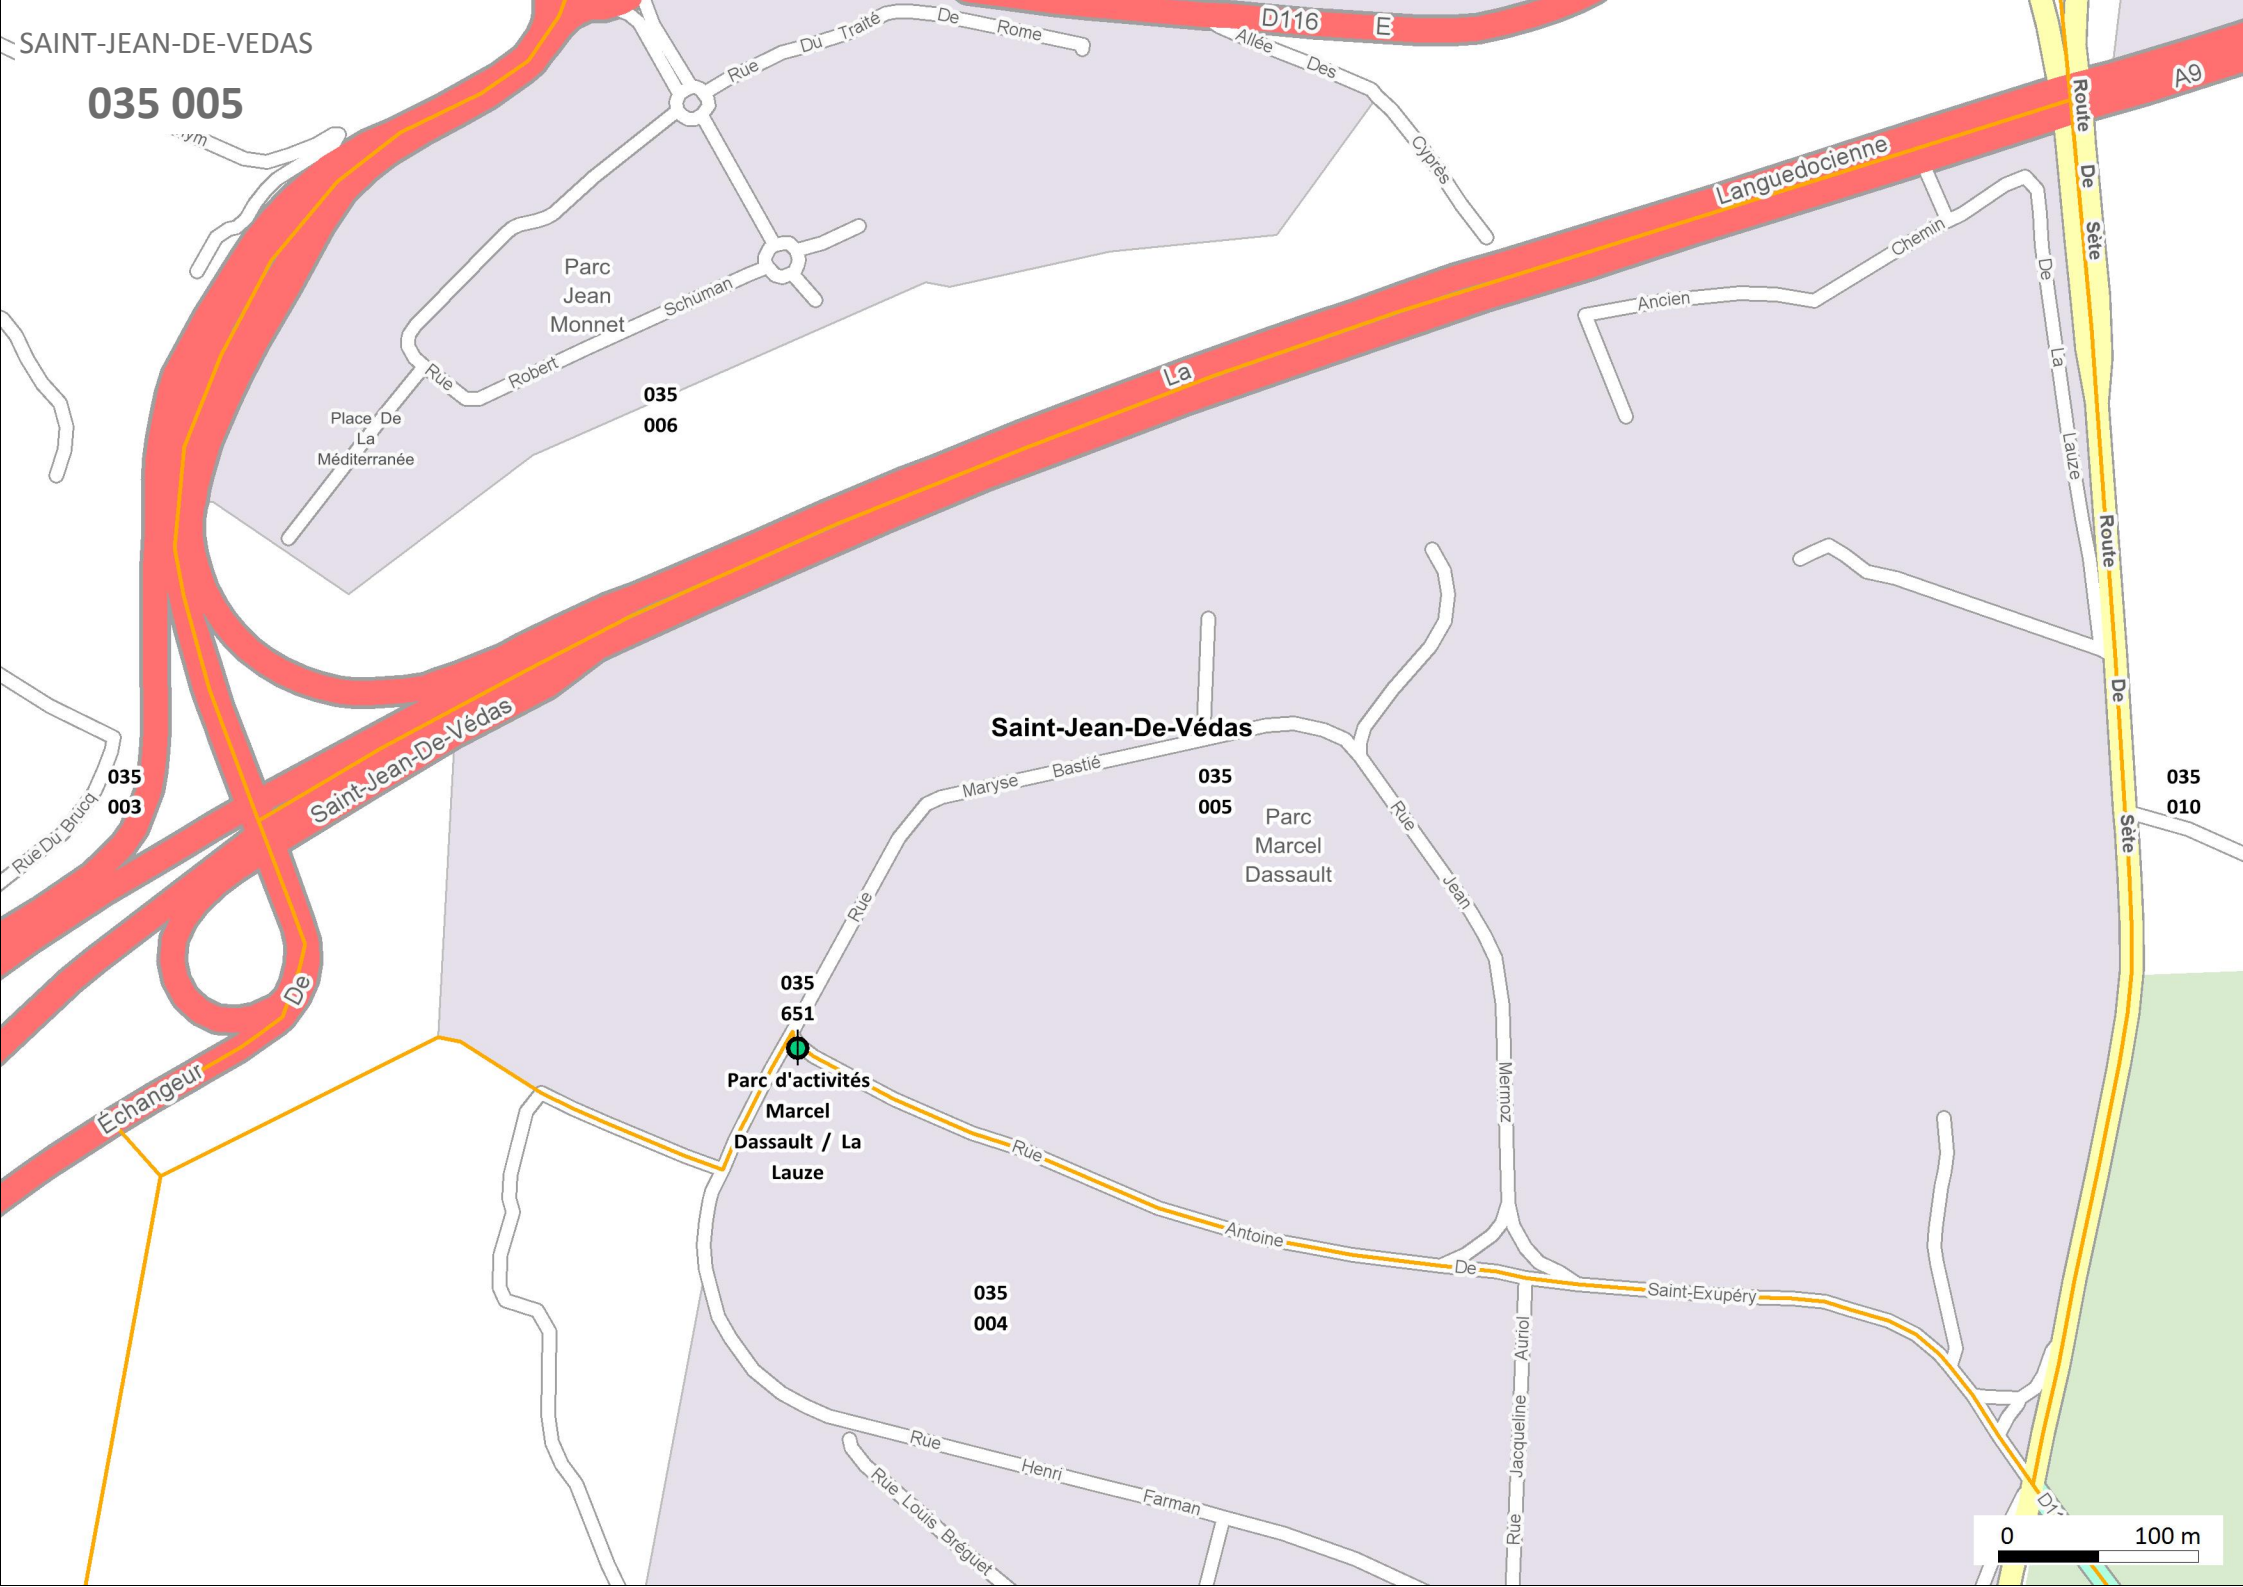 SAINT-JEAN-DE-VEDAS
035 005
Rue Du Traité De Rome
D116 E
Allée Des Cyprès
A9
La Languedocienne
Route De Sète
Route De Sète
Ancien Chemin De La Lauze
Parc
Jean
Monnet
Rue Robert Schuman
Place De
La
Méditerranée
035
006
Saint-Jean-De-Védas
035
005
Parc
Marcel
Dassault
035
010
035
003
Rue Du Brucq
Échangeur De Saint-Jean-De-Védas
Rue Maryse Bastié
Rue Jean Mermoz
035
651
Parc d'activités
Marcel
Dassault / La
Lauze
Rue Antoine De Saint-Exupéry
035
004
Rue Jacqueline Auriol
Rue Henri Farman
Rue Louis Bréguet
0 100 m